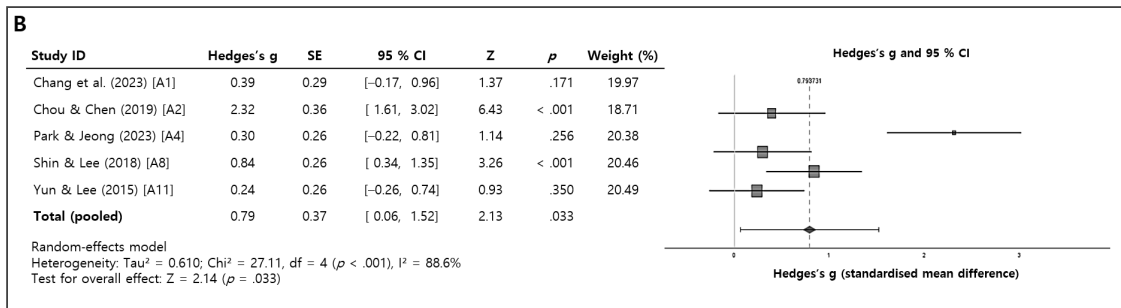 B
Study ID Hedges's g SE 95 % CI Z p Weight (%)
Chang et al. (2023) [A1] 0.39 0.29 [−0.17, 0.96] 1.37 .171 19.97
Chou & Chen (2019) [A2] 2.32 0.36 [ 1.61, 3.02] 6.43 < .001 18.71
Park & Jeong (2023) [A4] 0.30 0.26 [−0.22, 0.81] 1.14 .256 20.38
Shin & Lee (2018) [A8] 0.84 0.26 [ 0.34, 1.35] 3.26 < .001 20.46
Yun & Lee (2015) [A11] 0.24 0.26 [−0.26, 0.74] 0.93 .350 20.49
Total (pooled) 0.79 0.37 [ 0.06, 1.52] 2.13 .033
Random-effects model
Heterogeneity: Tau² = 0.610; Chi² = 27.11, df = 4 (p < .001), I² = 88.6%
Test for overall effect: Z = 2.14 (p = .033)
Hedges's g and 95 % CI
0.793731
0 1 2 3
Hedges's g (standardised mean difference)